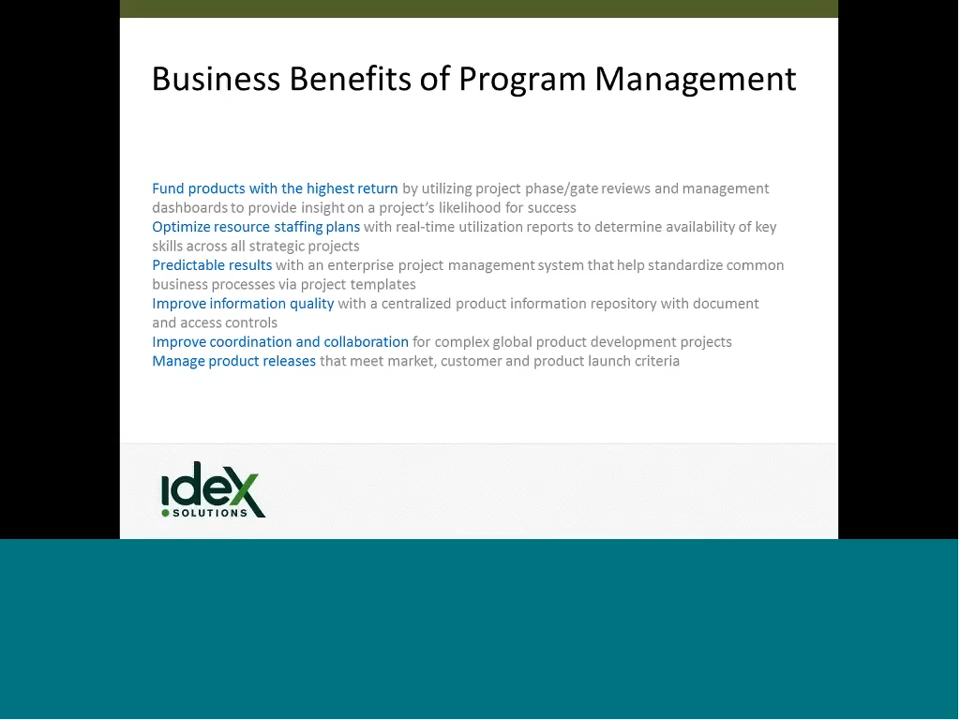 Business Benefits of Program Management
Fund products with the highest return by utilizing project phase/gate reviews and management
dashboards to provide insight on a project's likelihood for success
Optimize resource staffing plans with real-time utilization reports to determine availability of key
skills across all strategic projects
Predictable results with an enterprise project management system that help standardize common
business processes via project templates
Improve information quality with a centralized product information repository with document
and access controls
Improve coordination and collaboration for complex global product development projects
Manage product releases that meet market, customer and product launch criteria
ideX
SOLUTIONS